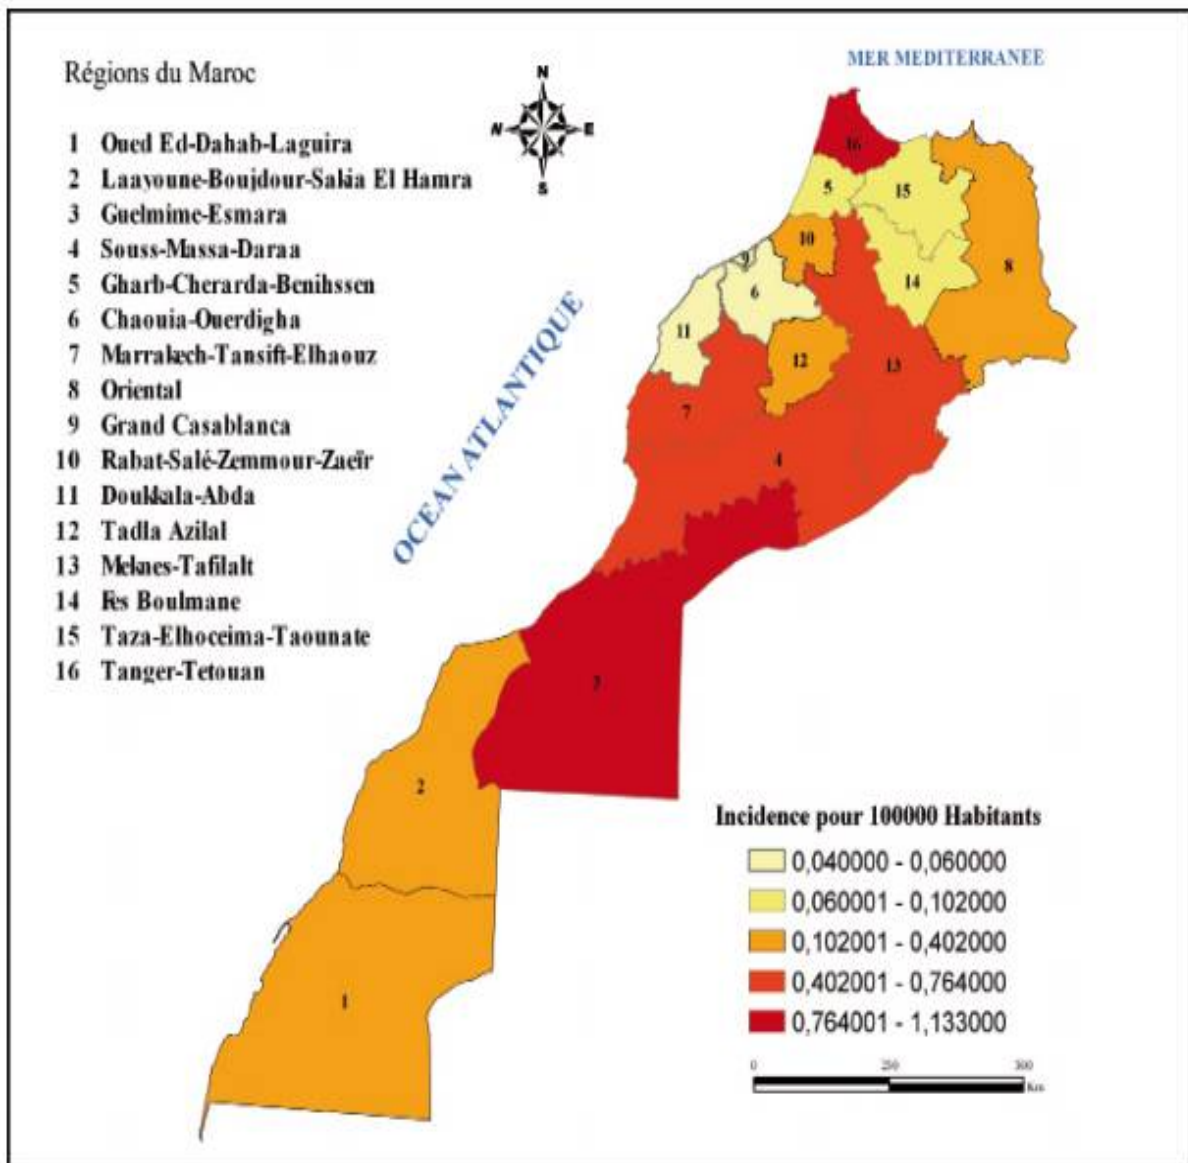 MER MEDITERRANEE
Régions du Maroc
N
N E
S
1 Oued Ed-Dahab-Laguira
2 Laayoune-Boujdour-Sakia El Hamra
3 Guelmime-Esmara
4 Souss-Massa-Daraa
5 Gharb-Cherarda-Benihssen
6 Chaouia-Ouerdigha
7 Marrakech-Tansift-Elhaouz
8 Oriental
9 Grand Casablanca
10 Rabat-Salé-Zemmour-Zaeïr
11 Doukkala-Abda
12 Tadla Azilal
13 Meknes-Tafilalt
14 Fes Boulmane
15 Taza-Elhoceima-Taounate
16 Tanger-Tetouan
OCEAN ATLANTIQUE
16
5
15
10
9
8
6
14
11
12
13
7
4
3
2
1
Incidence pour 100000 Habitants
0,040000 - 0,060000
0,060001 - 0,102000
0,102001 - 0,402000
0,402001 - 0,764000
0,764001 - 1,133000
0 250 500
Km